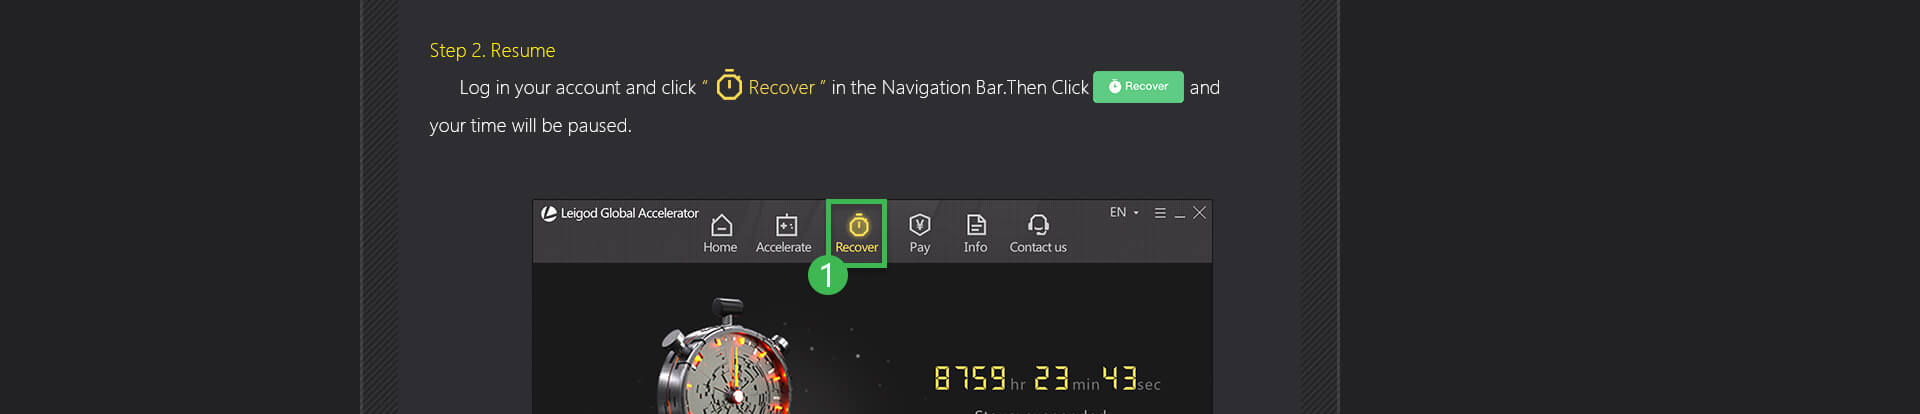 Step 2. Resume
Log in your account and click “ Recover ” in the Navigation Bar.Then Click Recover and
your time will be paused.
Leigod Global Accelerator
EN
Home Accelerate Recover Pay Info Contact us
1
8759 hr 23 min 43 sec